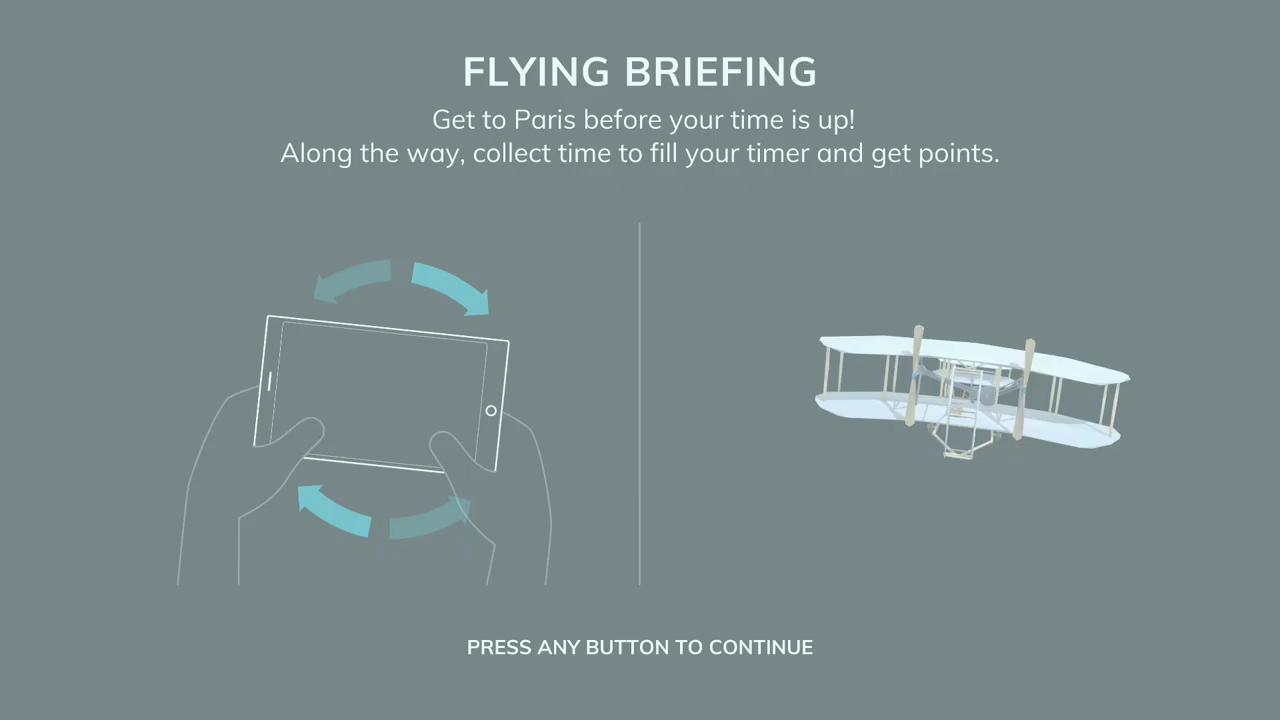 FLYING BRIEFING
Get to Paris before your time is up!
Along the way, collect time to fill your timer and get points.
PRESS ANY BUTTON TO CONTINUE